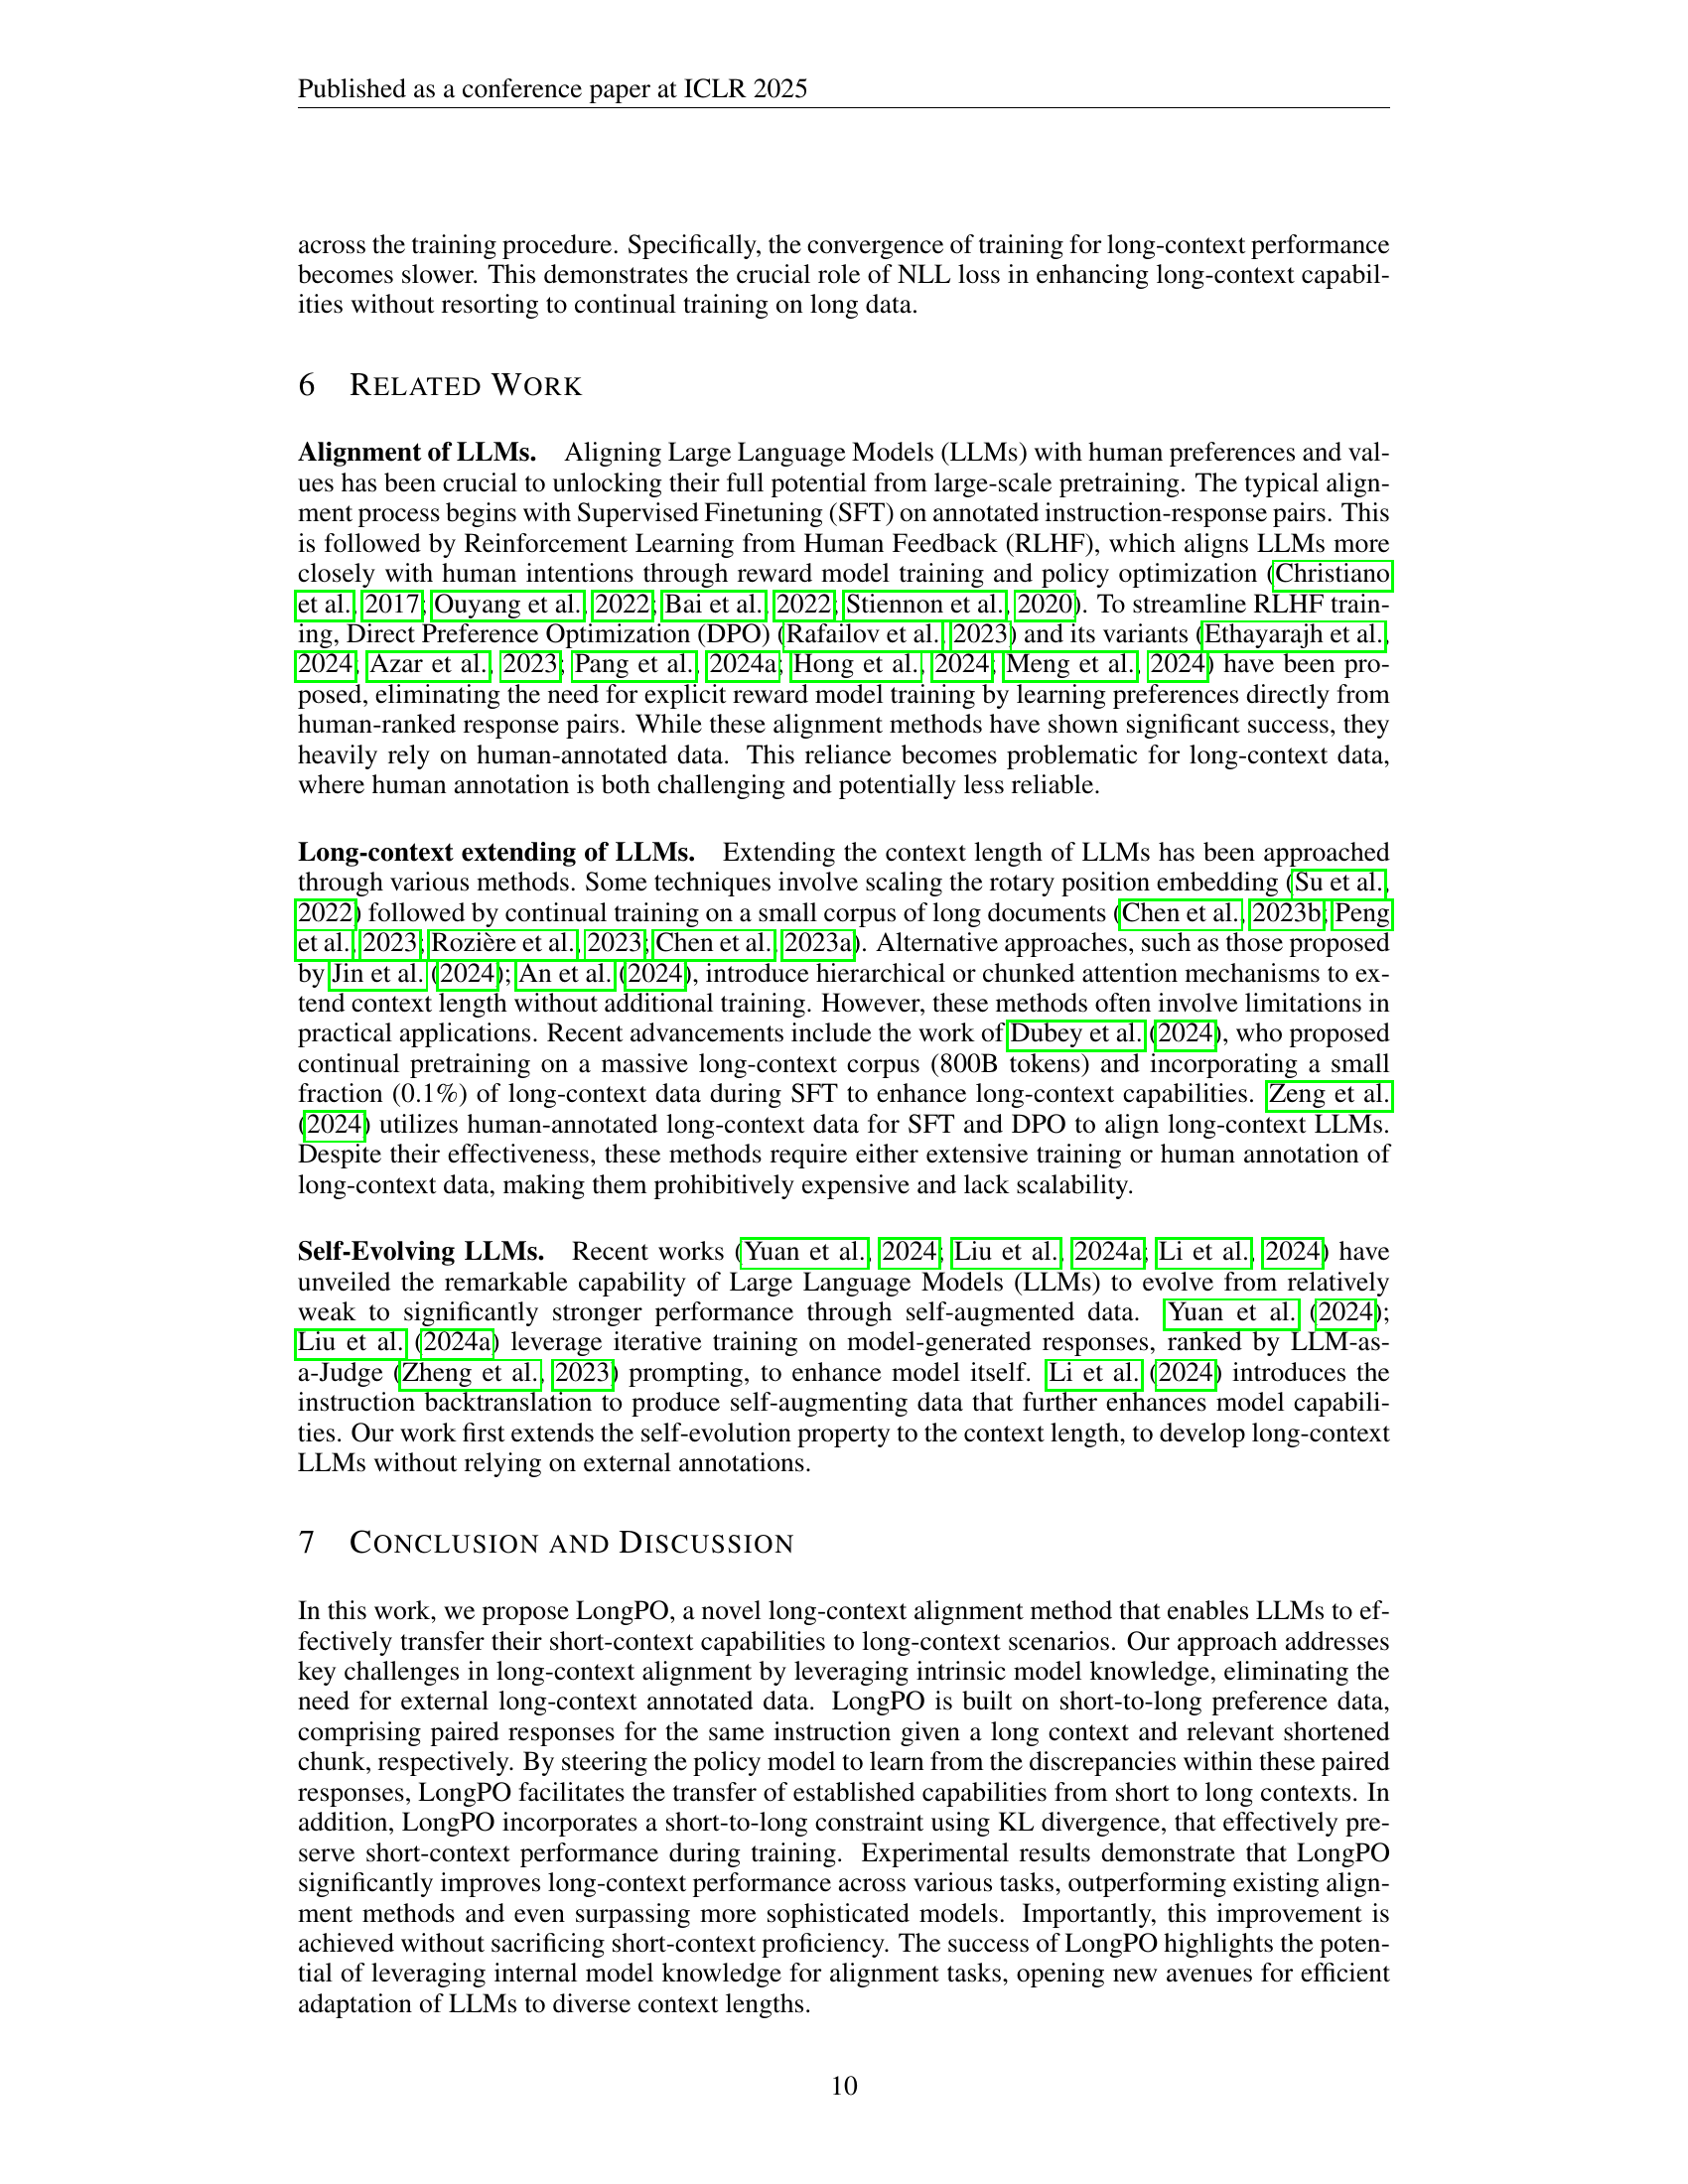 Published as a conference paper at ICLR 2025
across the training procedure. Specifically, the convergence of training for long-context performance
becomes slower. This demonstrates the crucial role of NLL loss in enhancing long-context capabil-
ities without resorting to continual training on long data.
6 RELATED WORK
Alignment of LLMs. Aligning Large Language Models (LLMs) with human preferences and val-
ues has been crucial to unlocking their full potential from large-scale pretraining. The typical align-
ment process begins with Supervised Finetuning (SFT) on annotated instruction-response pairs. This
is followed by Reinforcement Learning from Human Feedback (RLHF), which aligns LLMs more
closely with human intentions through reward model training and policy optimization (Christiano
et al., 2017; Ouyang et al., 2022; Bai et al., 2022; Stiennon et al., 2020). To streamline RLHF train-
ing, Direct Preference Optimization (DPO) (Rafailov et al., 2023) and its variants (Ethayarajh et al.,
2024; Azar et al., 2023; Pang et al., 2024a; Hong et al., 2024; Meng et al., 2024) have been pro-
posed, eliminating the need for explicit reward model training by learning preferences directly from
human-ranked response pairs. While these alignment methods have shown significant success, they
heavily rely on human-annotated data. This reliance becomes problematic for long-context data,
where human annotation is both challenging and potentially less reliable.
Long-context extending of LLMs. Extending the context length of LLMs has been approached
through various methods. Some techniques involve scaling the rotary position embedding (Su et al.,
2022) followed by continual training on a small corpus of long documents (Chen et al., 2023b; Peng
et al., 2023; Rozière et al., 2023; Chen et al., 2023a). Alternative approaches, such as those proposed
by Jin et al. (2024); An et al. (2024), introduce hierarchical or chunked attention mechanisms to ex-
tend context length without additional training. However, these methods often involve limitations in
practical applications. Recent advancements include the work of Dubey et al. (2024), who proposed
continual pretraining on a massive long-context corpus (800B tokens) and incorporating a small
fraction (0.1%) of long-context data during SFT to enhance long-context capabilities. Zeng et al.
(2024) utilizes human-annotated long-context data for SFT and DPO to align long-context LLMs.
Despite their effectiveness, these methods require either extensive training or human annotation of
long-context data, making them prohibitively expensive and lack scalability.
Self-Evolving LLMs. Recent works (Yuan et al., 2024; Liu et al., 2024a; Li et al., 2024) have
unveiled the remarkable capability of Large Language Models (LLMs) to evolve from relatively
weak to significantly stronger performance through self-augmented data. Yuan et al. (2024);
Liu et al. (2024a) leverage iterative training on model-generated responses, ranked by LLM-as-
a-Judge (Zheng et al., 2023) prompting, to enhance model itself. Li et al. (2024) introduces the
instruction backtranslation to produce self-augmenting data that further enhances model capabili-
ties. Our work first extends the self-evolution property to the context length, to develop long-context
LLMs without relying on external annotations.
7 CONCLUSION AND DISCUSSION
In this work, we propose LongPO, a novel long-context alignment method that enables LLMs to ef-
fectively transfer their short-context capabilities to long-context scenarios. Our approach addresses
key challenges in long-context alignment by leveraging intrinsic model knowledge, eliminating the
need for external long-context annotated data. LongPO is built on short-to-long preference data,
comprising paired responses for the same instruction given a long context and relevant shortened
chunk, respectively. By steering the policy model to learn from the discrepancies within these paired
responses, LongPO facilitates the transfer of established capabilities from short to long contexts. In
addition, LongPO incorporates a short-to-long constraint using KL divergence, that effectively pre-
serve short-context performance during training. Experimental results demonstrate that LongPO
significantly improves long-context performance across various tasks, outperforming existing align-
ment methods and even surpassing more sophisticated models. Importantly, this improvement is
achieved without sacrificing short-context proficiency. The success of LongPO highlights the poten-
tial of leveraging internal model knowledge for alignment tasks, opening new avenues for efficient
adaptation of LLMs to diverse context lengths.
10